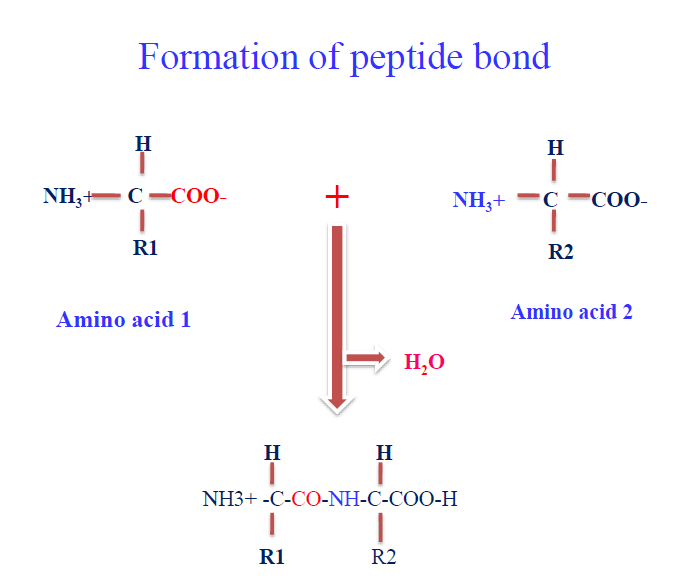 Formation of peptide bond
H
H
NH₃+ C COO-
+
NH₃+ C COO-
R1
R2
Amino acid 1
Amino acid 2
H₂O
H
H
NH3+ -C-CO-NH-C-COO-H
R1
R2